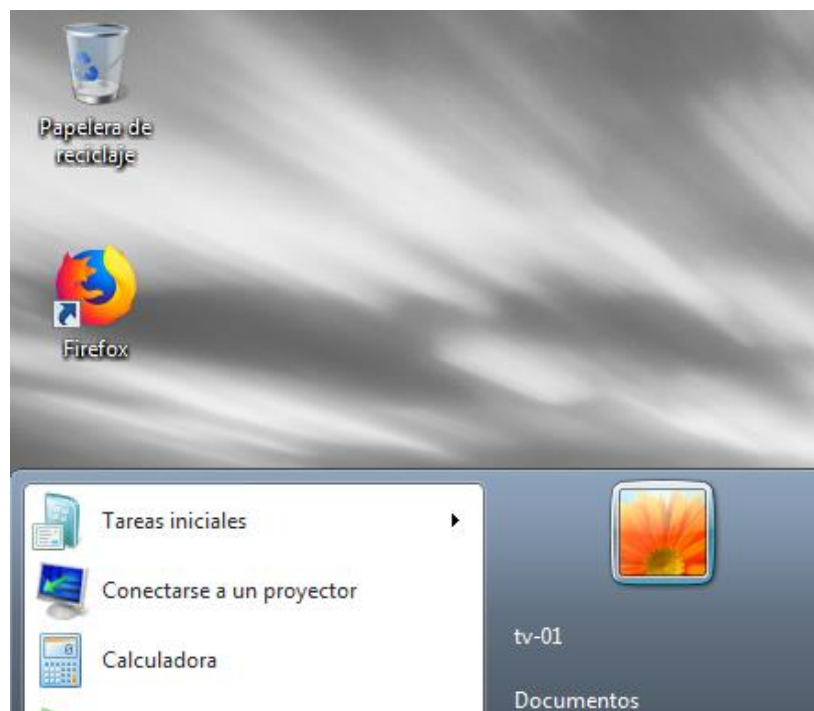 Papelera de
reciclaje
Firefox
Tareas iniciales
Conectarse a un proyector
Calculadora
tv-01
Documentos